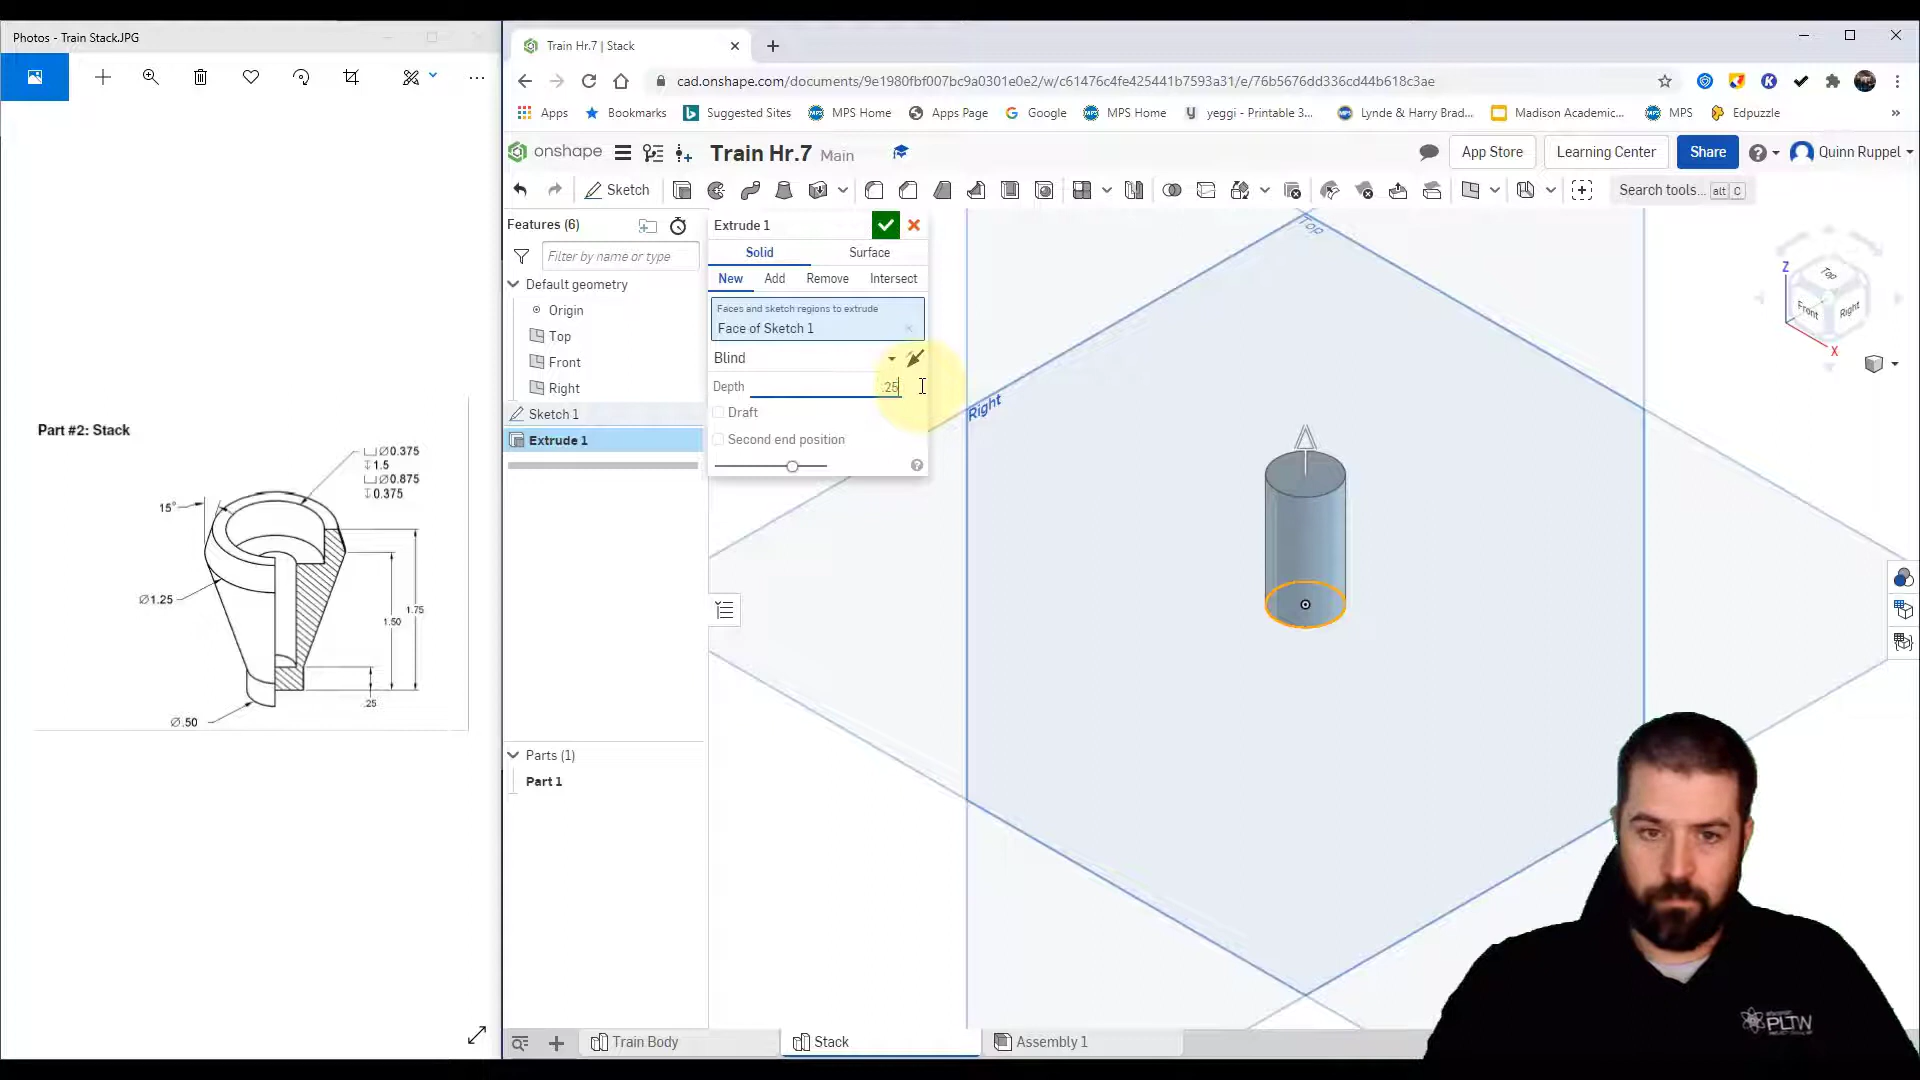 Photos - Train Stack.JPG
Part #2: Stack
⌴Ø0.375
↧1.5
⌴Ø0.875
↧0.375
15°
Ø1.25
1.75
1.50
.25
Ø.50
Train Hr.7 | Stack
cad.onshape.com/documents/9e1980fbf007bc9a0301e0e2/w/c61476c4fe425441b7593a31/e/76b5676dd336cd44b618c3ae
Apps Bookmarks Suggested Sites MPS Home Apps Page Google MPS Home yeggi - Printable 3... Lynde & Harry Brad... Madison Academic... MPS Edpuzzle »
onshape Train Hr.7 Main App Store Learning Center Share Quinn Ruppel
Sketch Search tools... alt C
Features (6)
Filter by name or type
Default geometry
Origin
Top
Front
Right
Sketch 1
Extrude 1
Parts (1)
Part 1
Extrude 1
Solid Surface
New Add Remove Intersect
Faces and sketch regions to extrude
Face of Sketch 1
Blind
Depth .25
Draft
Second end position
Top
Right
Z
Top
Front
Right
X
PLTW
Train Body Stack Assembly 1